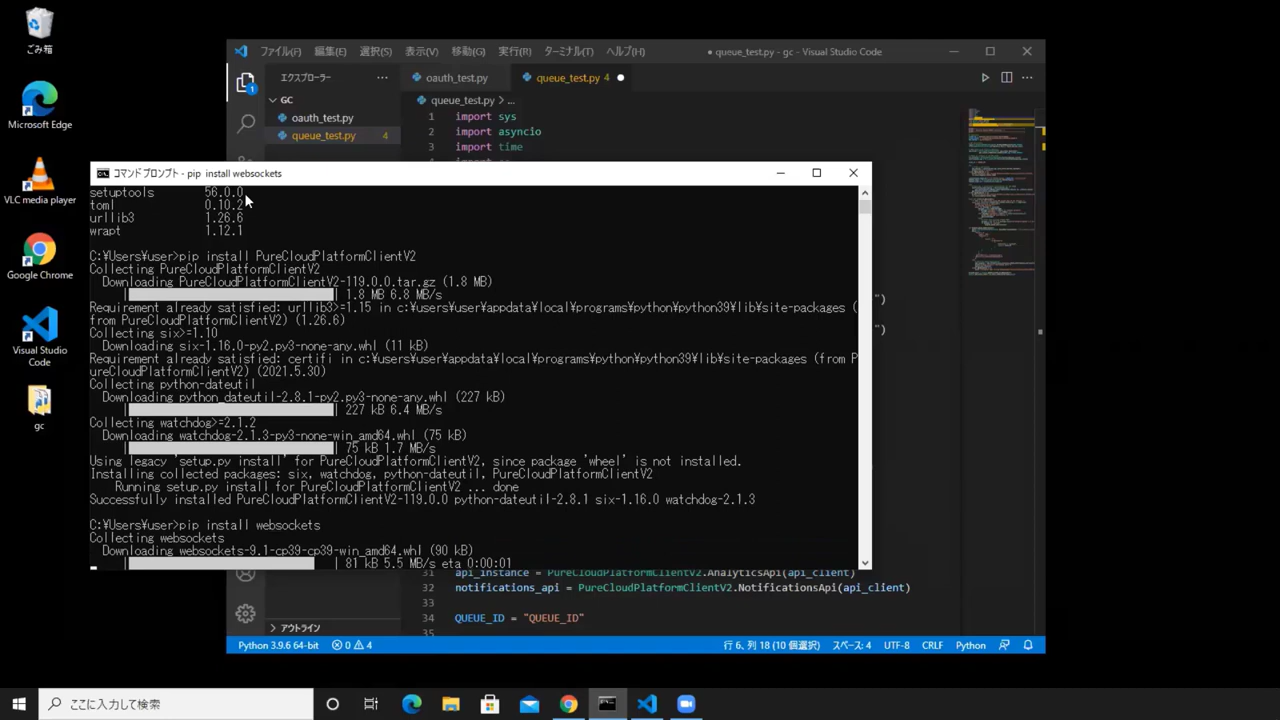 ごみ箱
Microsoft Edge
VLC media player
Google Chrome
Visual Studio
Code
gc
ファイル(F) 編集(E) 選択(S) 表示(V) 移動(G) 実行(R) ターミナル(T) ヘルプ(H)
● queue_test.py - gc - Visual Studio Code
エクスプローラー ···
oauth_test.py
queue_test.py 4 ●
GC
oauth_test.py
queue_test.py 4
1
queue_test.py > ...
1 import sys
2 asyncio
import asyncio
3 import time
コマンドプロンプト - pip install websockets
setuptools 56.0.0
toml 0.10.2
urllib3 1.26.6
wrapt 1.12.1
C:¥Users¥user>pip install PureCloudPlatformClientV2
Collecting PureCloudPlatformClientV2
Downloading PureCloudPlatformClientV2-119.0.0.tar.gz (1.8 MB)
| 1.8 MB 6.8 MB/s
Requirement already satisfied: urllib3>=1.15 in c:¥users¥user¥appdata¥local¥programs¥python¥python39¥lib¥site-packages (
from PureCloudPlatformClientV2) (1.26.6)
Collecting six>=1.10
Downloading six-1.16.0-py2.py3-none-any.whl (11 kB)
Requirement already satisfied: certifi in c:¥users¥user¥appdata¥local¥programs¥python¥python39¥lib¥site-packages (from P
ureCloudPlatformClientV2) (2021.5.30)
Collecting python-dateutil
Downloading python_dateutil-2.8.1-py2.py3-none-any.whl (227 kB)
| 227 kB 6.4 MB/s
Collecting watchdog>=2.1.2
Downloading watchdog-2.1.3-py3-none-win_amd64.whl (75 kB)
| 75 kB 1.7 MB/s
Using legacy 'setup.py install' for PureCloudPlatformClientV2, since package 'wheel' is not installed.
Installing collected packages: six, watchdog, python-dateutil, PureCloudPlatformClientV2
Running setup.py install for PureCloudPlatformClientV2 ... done
Successfully installed PureCloudPlatformClientV2-119.0.0 python-dateutil-2.8.1 six-1.16.0 watchdog-2.1.3
C:¥Users¥user>pip install websockets
Collecting websockets
Downloading websockets-9.1-cp39-cp39-win_amd64.whl (90 kB)
| 81 kB 5.5 MB/s eta 0:00:01
")
")
31 api_instance = PureCloudPlatformClientV2.AnalyticsApi(api_client)
32 notifications_api = PureCloudPlatformClientV2.NotificationsApi(api_client)
33
34 QUEUE_ID = "QUEUE_ID"
35
アウトライン
Python 3.9.6 64-bit 0 4
行 6、列 18 (10 個選択) スペース: 4 UTF-8 CRLF Python
ここに入力して検索